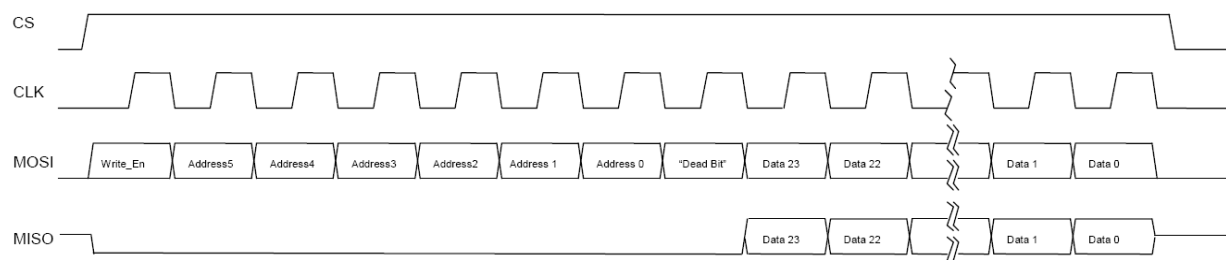 CS
CLK
MOSI Write_En Address5 Address4 Address3 Address2 Address 1 Address 0 “Dead Bit” Data 23 Data 22 Data 1 Data 0
MISO Data 23 Data 22 Data 1 Data 0